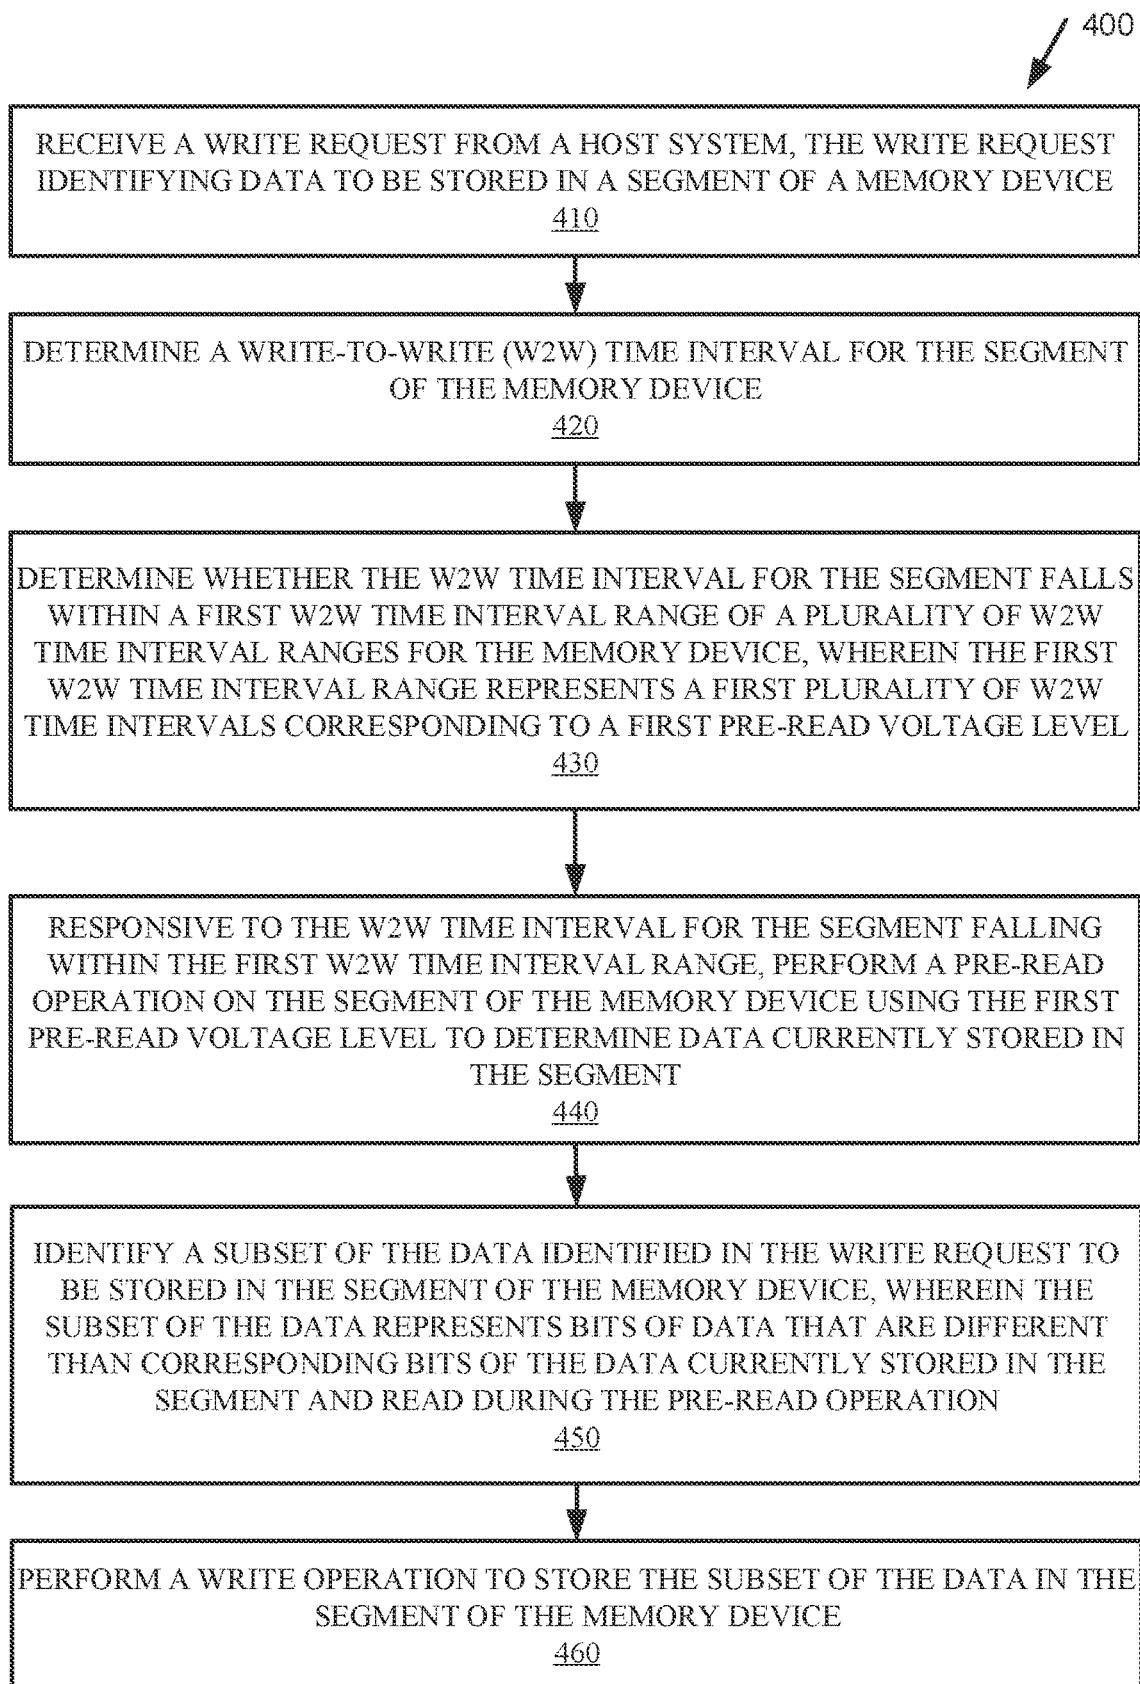 400
RECEIVE A WRITE REQUEST FROM A HOST SYSTEM, THE WRITE REQUEST
IDENTIFYING DATA TO BE STORED IN A SEGMENT OF A MEMORY DEVICE
410
DETERMINE A WRITE-TO-WRITE (W2W) TIME INTERVAL FOR THE SEGMENT
OF THE MEMORY DEVICE
420
DETERMINE WHETHER THE W2W TIME INTERVAL FOR THE SEGMENT FALLS
WITHIN A FIRST W2W TIME INTERVAL RANGE OF A PLURALITY OF W2W
TIME INTERVAL RANGES FOR THE MEMORY DEVICE, WHEREIN THE FIRST
W2W TIME INTERVAL RANGE REPRESENTS A FIRST PLURALITY OF W2W
TIME INTERVALS CORRESPONDING TO A FIRST PRE-READ VOLTAGE LEVEL
430
RESPONSIVE TO THE W2W TIME INTERVAL FOR THE SEGMENT FALLING
WITHIN THE FIRST W2W TIME INTERVAL RANGE, PERFORM A PRE-READ
OPERATION ON THE SEGMENT OF THE MEMORY DEVICE USING THE FIRST
PRE-READ VOLTAGE LEVEL TO DETERMINE DATA CURRENTLY STORED IN
THE SEGMENT
440
IDENTIFY A SUBSET OF THE DATA IDENTIFIED IN THE WRITE REQUEST TO
BE STORED IN THE SEGMENT OF THE MEMORY DEVICE, WHEREIN THE
SUBSET OF THE DATA REPRESENTS BITS OF DATA THAT ARE DIFFERENT
THAN CORRESPONDING BITS OF THE DATA CURRENTLY STORED IN THE
SEGMENT AND READ DURING THE PRE-READ OPERATION
450
PERFORM A WRITE OPERATION TO STORE THE SUBSET OF THE DATA IN THE
SEGMENT OF THE MEMORY DEVICE
460